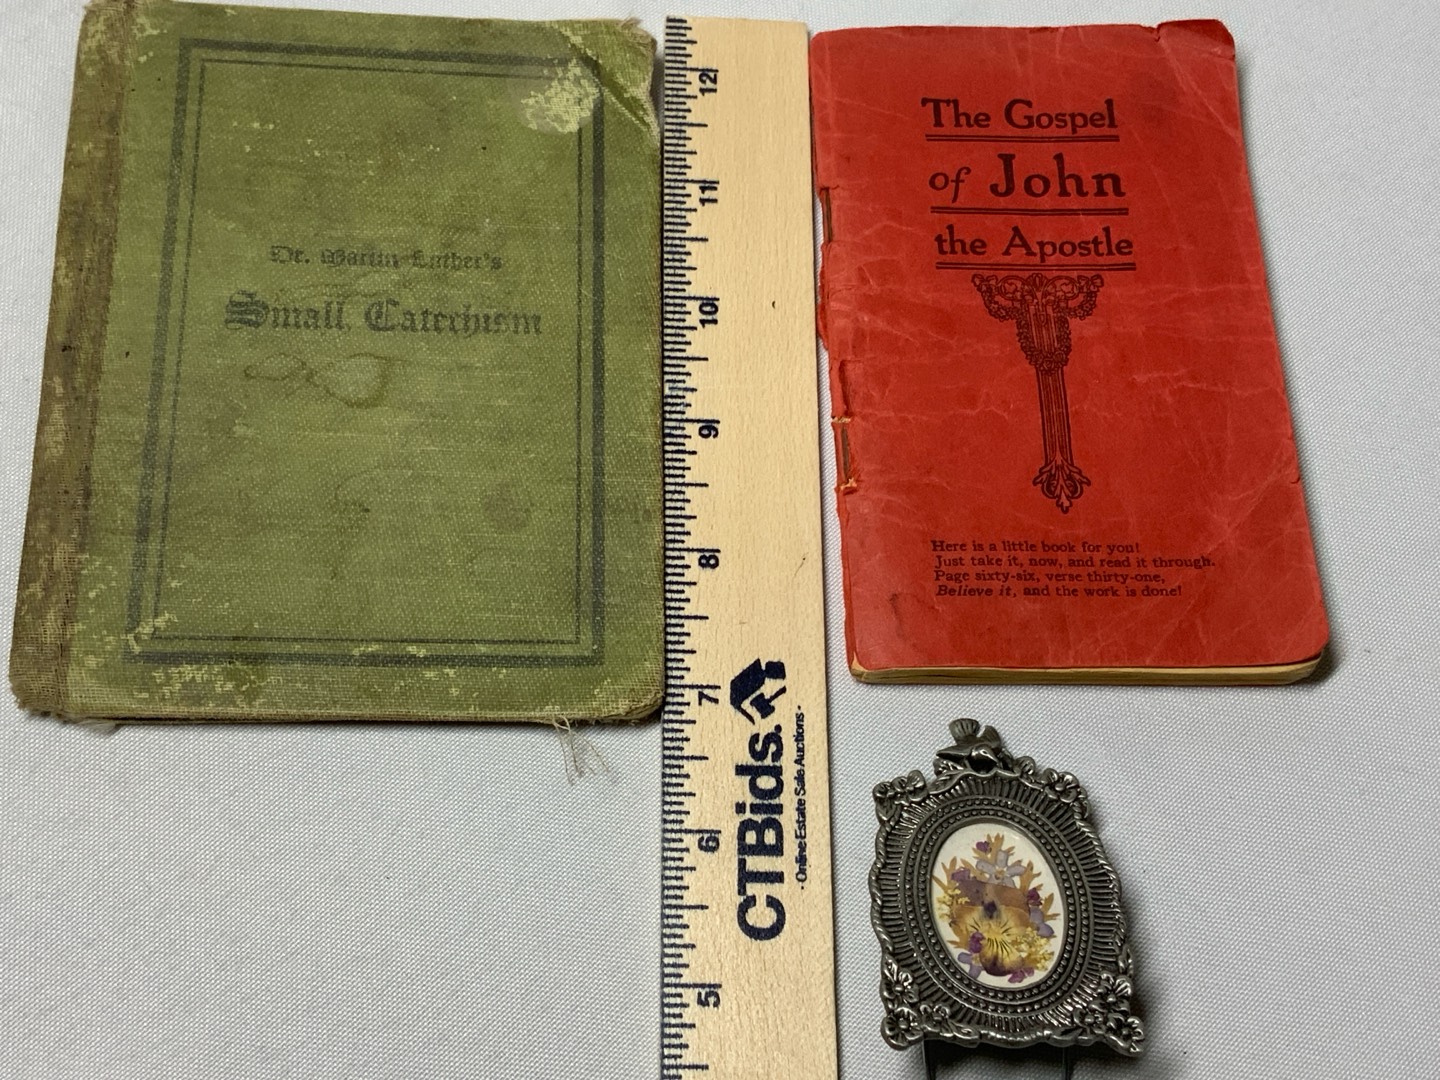 Dr. Martin Luther's
Small Catechism
12
11
10
9
8
7
6
5
CTBids.
- Online Estate Sale Auctions -
The Gospel
of John
the Apostle
Here is a little book for you!
Just take it, now, and read it through.
Page sixty-six, verse thirty-one,
Believe it, and the work is done!